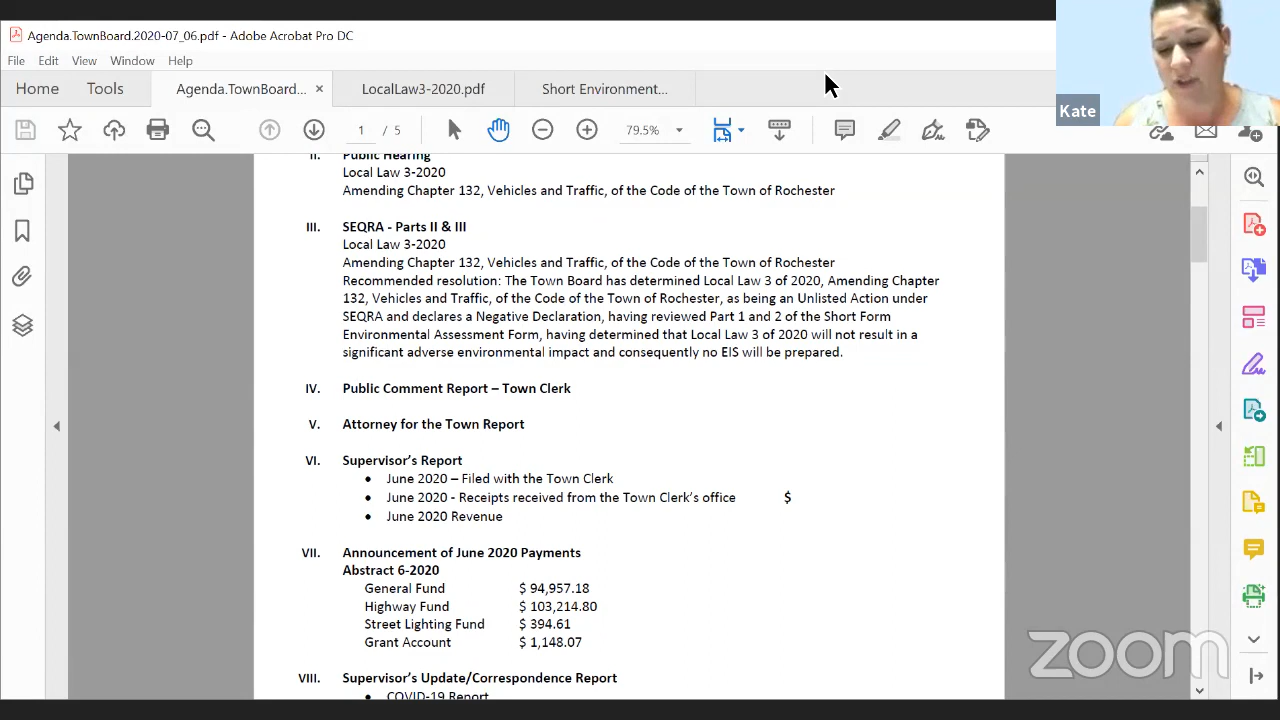 Agenda.TownBoard.2020-07_06.pdf - Adobe Acrobat Pro DC
File Edit View Window Help
Home Tools Agenda.TownBoard... × LocalLaw3-2020.pdf Short Environment...
1 / 5 79.5%
Kate
II. Public Hearing
Local Law 3-2020
Amending Chapter 132, Vehicles and Traffic, of the Code of the Town of Rochester
III. SEQRA - Parts II & III
Local Law 3-2020
Amending Chapter 132, Vehicles and Traffic, of the Code of the Town of Rochester
Recommended resolution: The Town Board has determined Local Law 3 of 2020, Amending Chapter
132, Vehicles and Traffic, of the Code of the Town of Rochester, as being an Unlisted Action under
SEQRA and declares a Negative Declaration, having reviewed Part 1 and 2 of the Short Form
Environmental Assessment Form, having determined that Local Law 3 of 2020 will not result in a
significant adverse environmental impact and consequently no EIS will be prepared.
IV. Public Comment Report – Town Clerk
V. Attorney for the Town Report
VI. Supervisor's Report
• June 2020 – Filed with the Town Clerk
• June 2020 - Receipts received from the Town Clerk's office $
• June 2020 Revenue
VII. Announcement of June 2020 Payments
Abstract 6-2020
General Fund $ 94,957.18
Highway Fund $ 103,214.80
Street Lighting Fund $ 394.61
Grant Account $ 1,148.07
VIII. Supervisor's Update/Correspondence Report
• COVID-19 Report
zoom